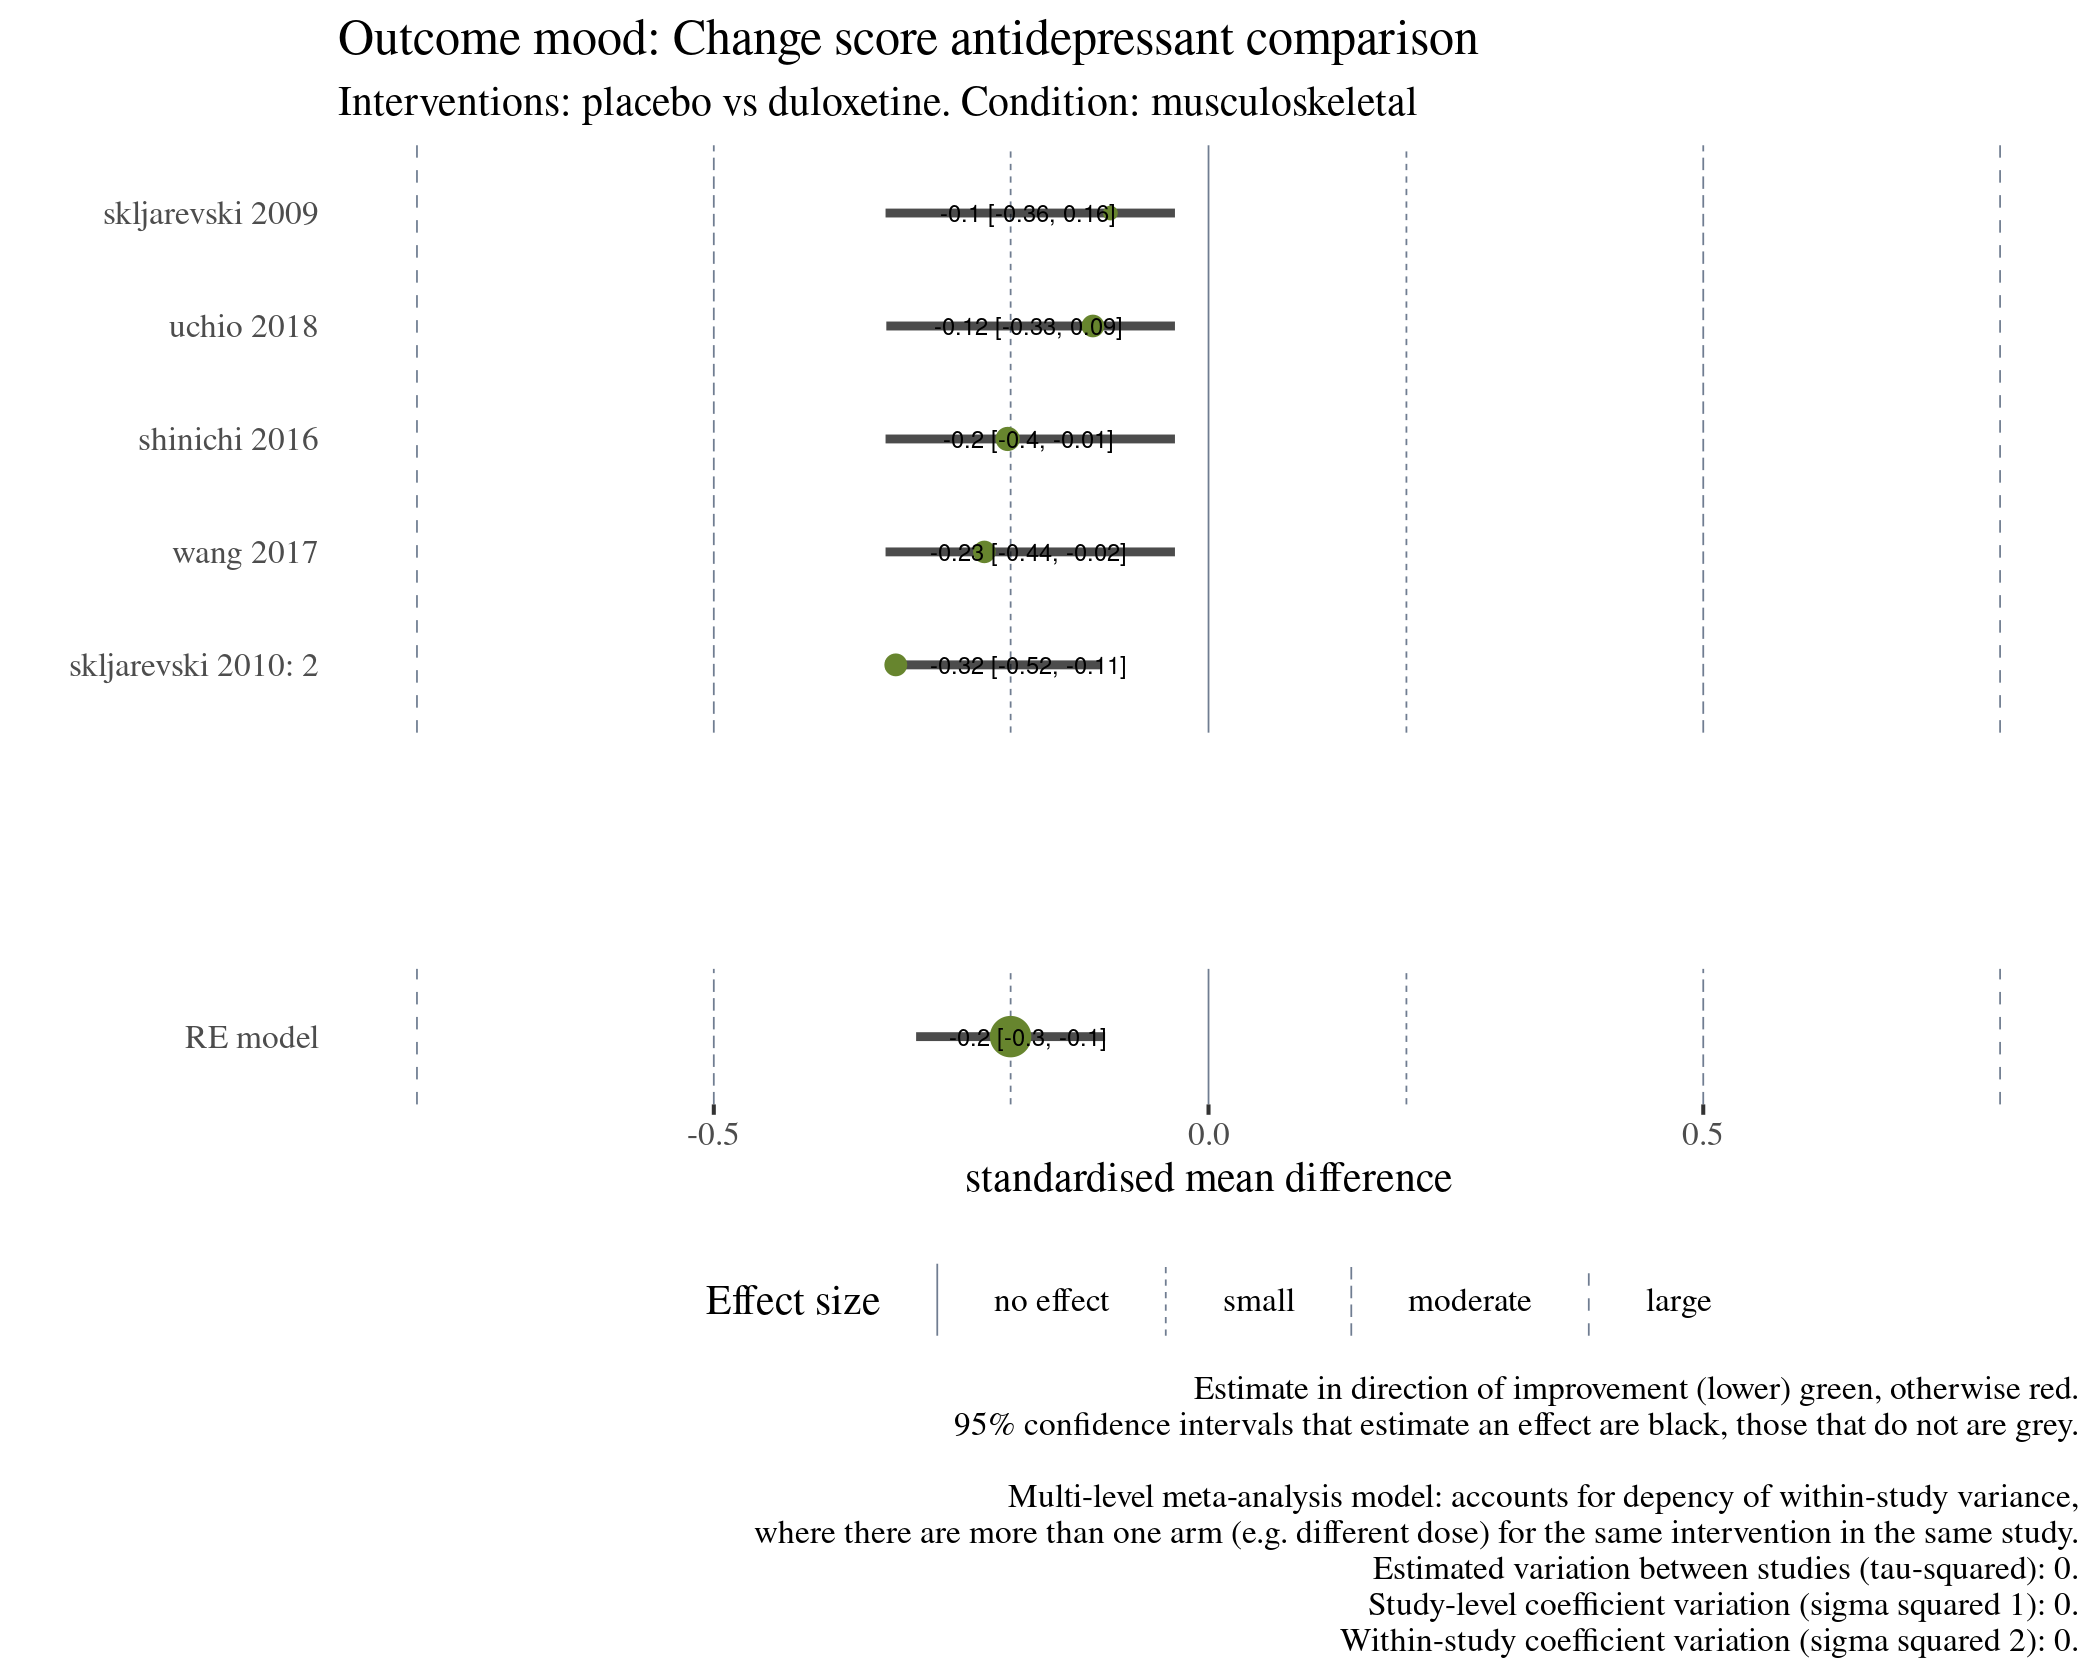 Outcome mood: Change score antidepressant comparison
Interventions: placebo vs duloxetine. Condition: musculoskeletal
skljarevski 2009
-0.1 [-0.36, 0.16]
uchio 2018
-0.12 [-0.33, 0.09]
shinichi 2016
-0.2 [-0.4, -0.01]
wang 2017
-0.23 [-0.44, -0.02]
skljarevski 2010: 2
-0.32 [-0.52, -0.11]
RE model
-0.2 [-0.3, -0.1]
-0.5 0.0 0.5
standardised mean difference
Effect size no effect small moderate large
Estimate in direction of improvement (lower) green, otherwise red.
95% confidence intervals that estimate an effect are black, those that do not are grey.
Multi-level meta-analysis model: accounts for depency of within-study variance,
where there are more than one arm (e.g. different dose) for the same intervention in the same study.
Estimated variation between studies (tau-squared): 0.
Study-level coefficient variation (sigma squared 1): 0.
Within-study coefficient variation (sigma squared 2): 0.